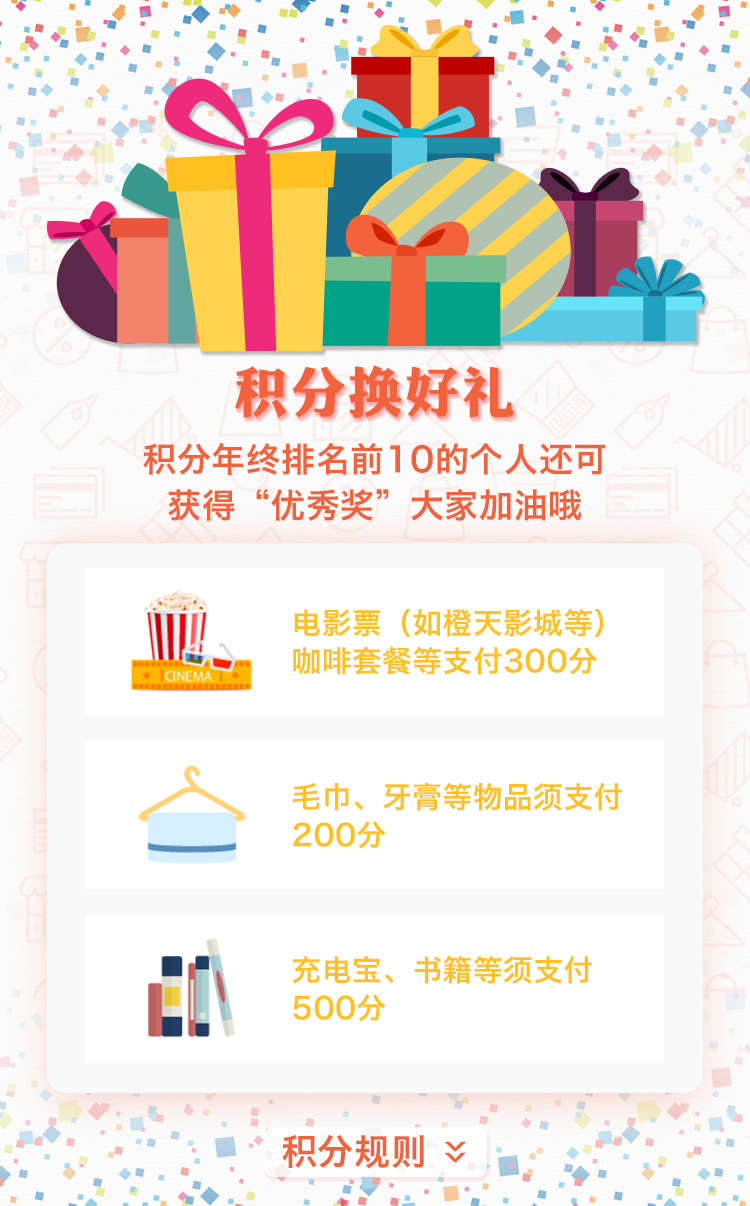 积分换好礼
积分年终排名前10的个人还可
获得“优秀奖”大家加油哦
CINEMA
电影票（如橙天影城等）
咖啡套餐等支付300分
毛巾、牙膏等物品须支付
200分
充电宝、书籍等须支付
500分
积分规则